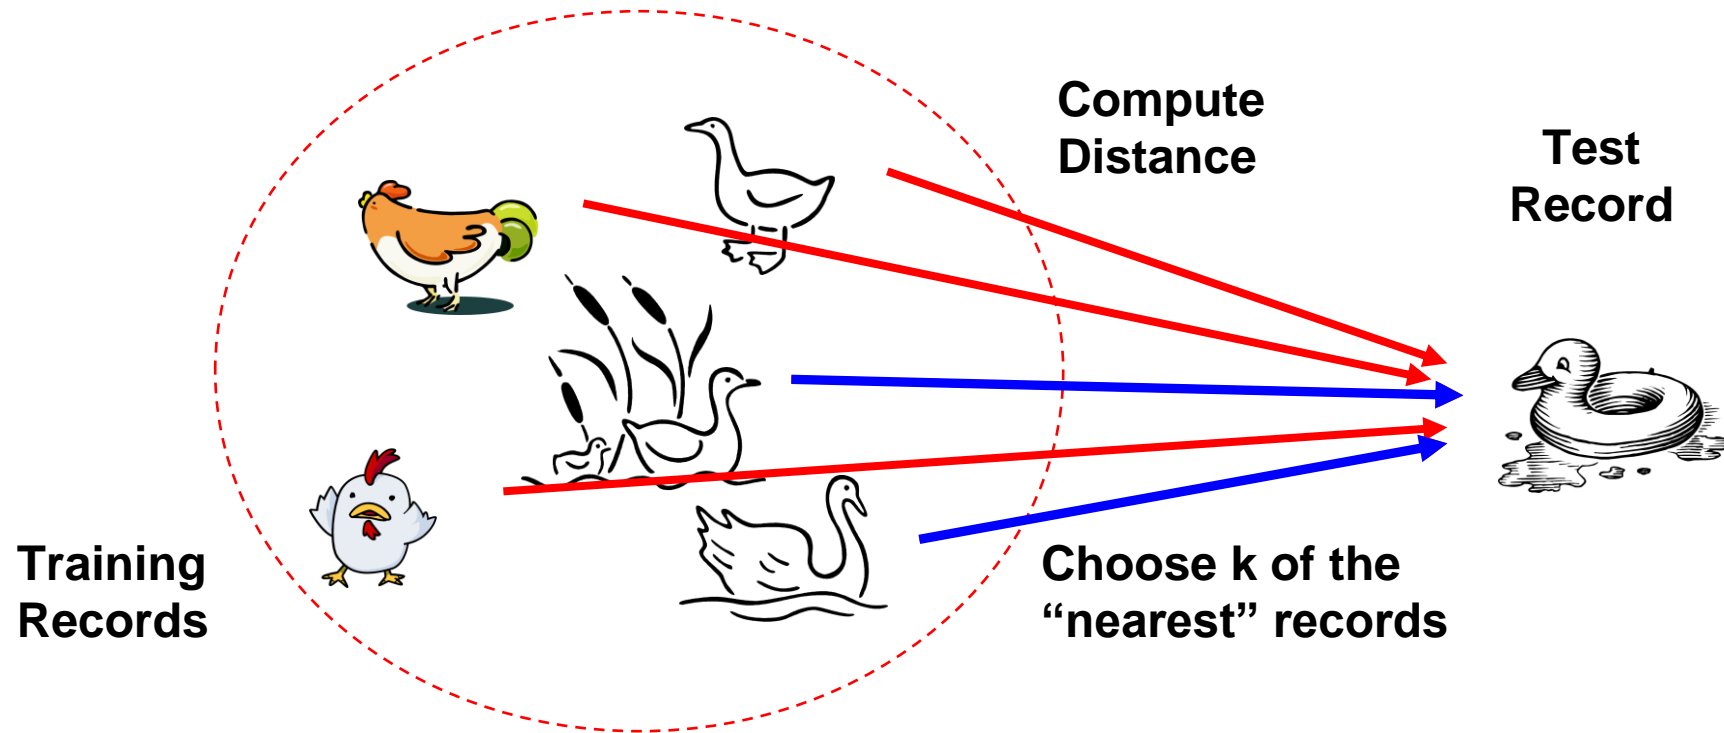 Compute
Distance
Test
Record
Training
Records
Choose k of the
“nearest” records